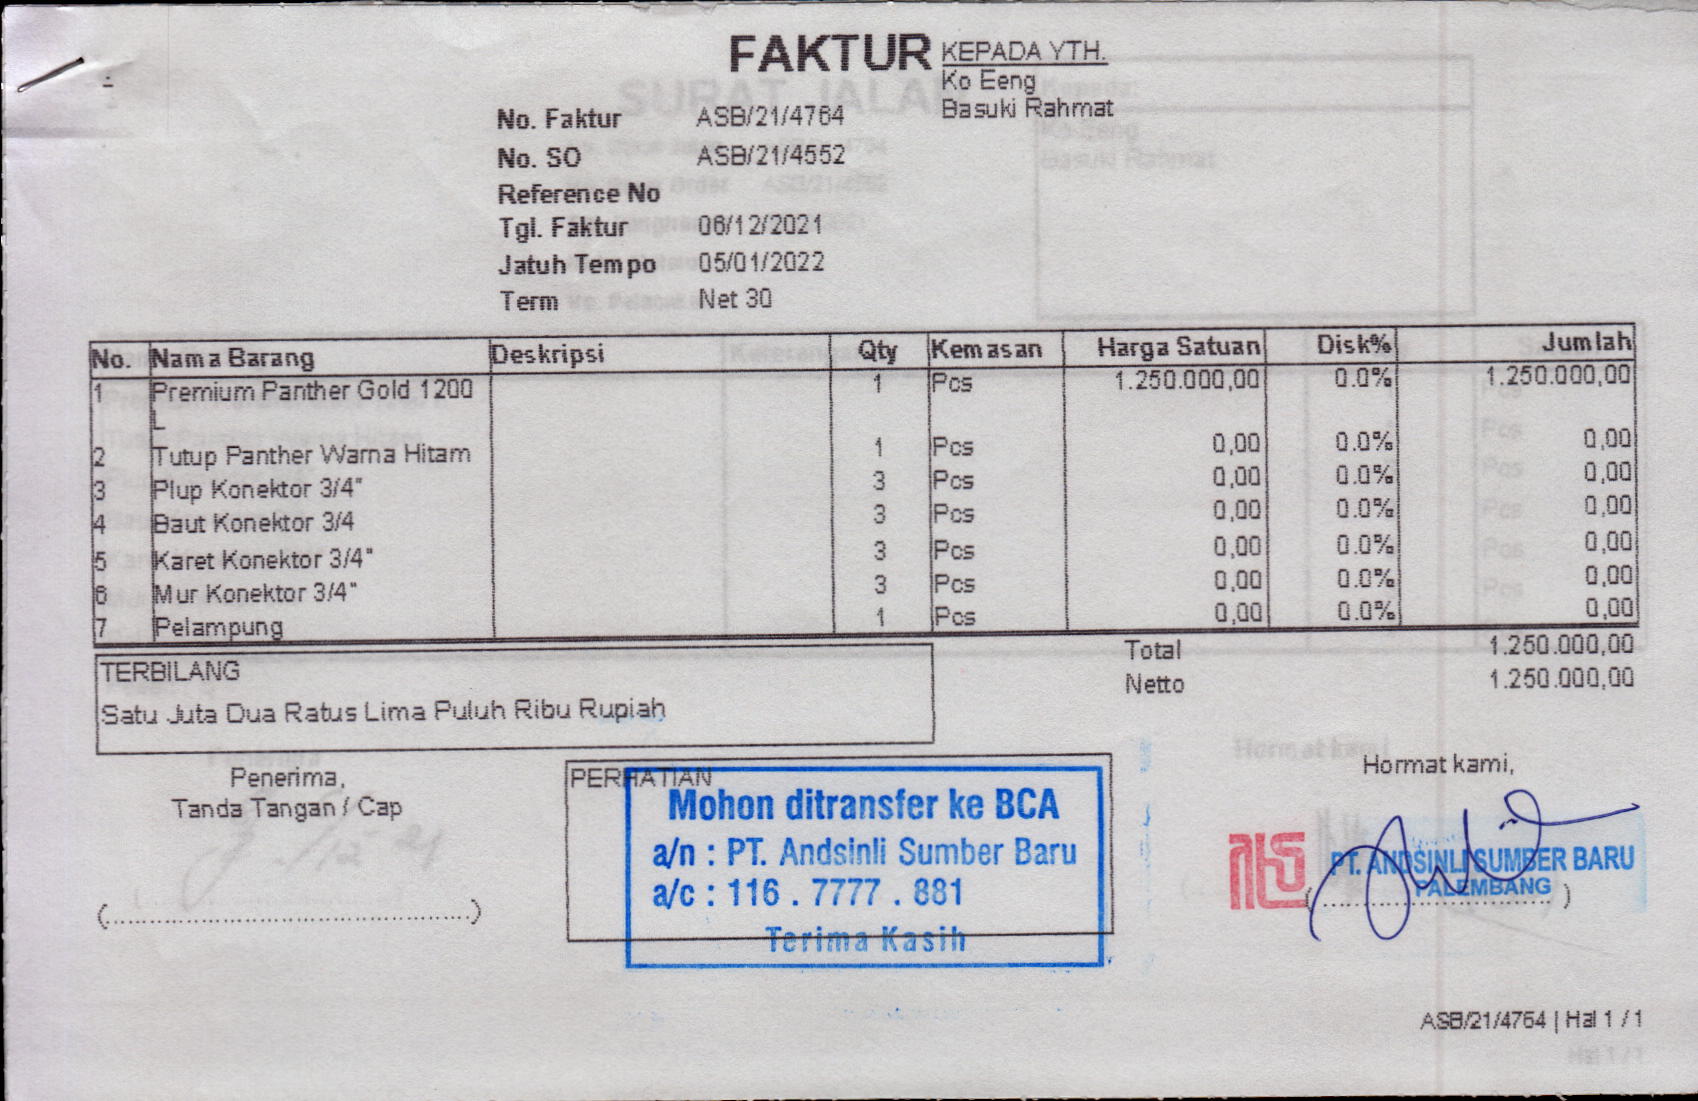 FAKTUR
KEPADA YTH.
Ko Eeng
Basuki Rahmat
No. Faktur ASB/21/4764
No. SO ASB/21/4552
Reference No
Tgl. Faktur 06/12/2021
Jatuh Tempo 05/01/2022
Term Net 30
No. Nama Barang Deskripsi Qty Kemasan Harga Satuan Disk% Jumlah
1 Premium Panther Gold 1200 1 Pcs 1.250.000,00 0.0% 1.250.000,00
L
2 Tutup Panther Warna Hitam 1 Pcs 0,00 0.0% 0,00
3 Plup Konektor 3/4" 3 Pcs 0,00 0.0% 0,00
4 Baut Konektor 3/4 3 Pcs 0,00 0.0% 0,00
5 Karet Konektor 3/4" 3 Pcs 0,00 0.0% 0,00
6 Mur Konektor 3/4" 3 Pcs 0,00 0.0% 0,00
7 Pelampung 1 Pcs 0,00 0.0% 0,00
Total 1.250.000,00
Netto 1.250.000,00
TERBILANG
Satu Juta Dua Ratus Lima Puluh Ribu Rupiah
Penerima,
Tanda Tangan / Cap
(..............................................)
PERHATIAN
Mohon ditransfer ke BCA
a/n : PT. Andsinli Sumber Baru
a/c : 116 . 7777 . 881
Terima Kasih
Hormat kami,
PT. ANDSINLI SUMBER BARU
PALEMBANG
(..............................)
ASB/21/4764 | Hal 1 / 1